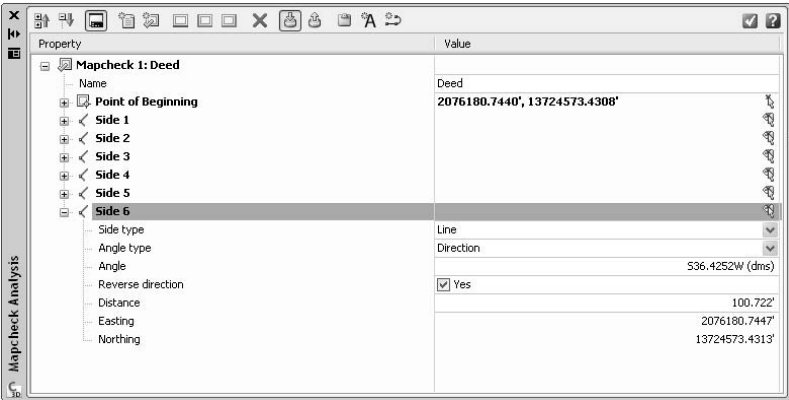 Property Value
Mapcheck 1: Deed
Name Deed
Point of Beginning 2076180.7440', 13724573.4308'
Side 1
Side 2
Side 3
Side 4
Side 5
Side 6
Side type Line
Angle type Direction
Angle S36.4252W (dms)
Reverse direction Yes
Distance 100.722'
Easting 2076180.7447'
Northing 13724573.4313'
Mapcheck Analysis
C 3D